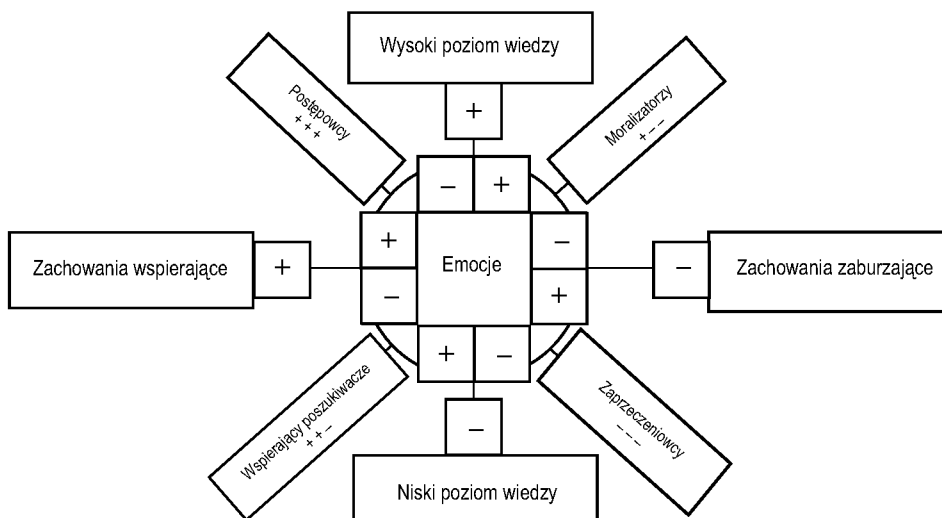 Wysoki poziom wiedzy
+
Postępowcy
+ + +
Moralizatorzy
+ – –
– +
Zachowania wspierające
+
+
–
Emocje
–
+
–
Zachowania zaburzające
+ –
Wspierający poszukiwacze
+ + –
Zaprzeczeniowcy
– – –
–
Niski poziom wiedzy